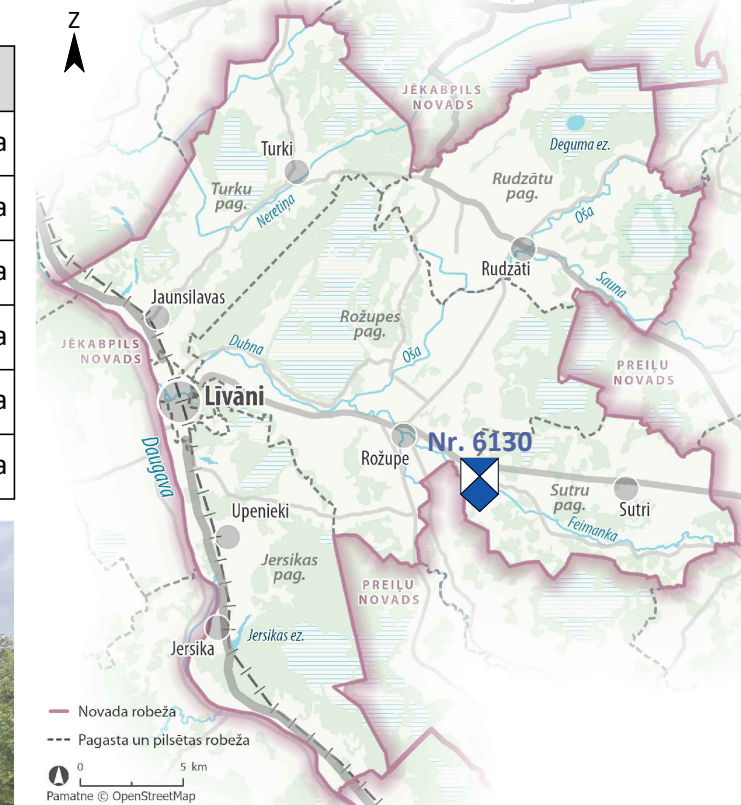 Z
a
a
a
a
a
a
JĒKABPILS
NOVADS
Deguma ez.
Turki
Rudzātu
pag.
Turku
pag.
Neretiņa
Oša
Rudzāti
Sauna
Jaunsilavas
Rožupes
pag.
JĒKABPILS
NOVADS
Dubna
Oša
PREIĻU
NOVADS
Līvāni
Daugava
Rožupe
Nr. 6130
Sutru
pag.
Sutri
Upenieki
Feimanka
Jersikas
pag.
PREIĻU
NOVADS
Jersika
Jersikas ez.
Novada robeža
Pagasta un pilsētas robeža
0 5 km
Pamatne © OpenStreetMap